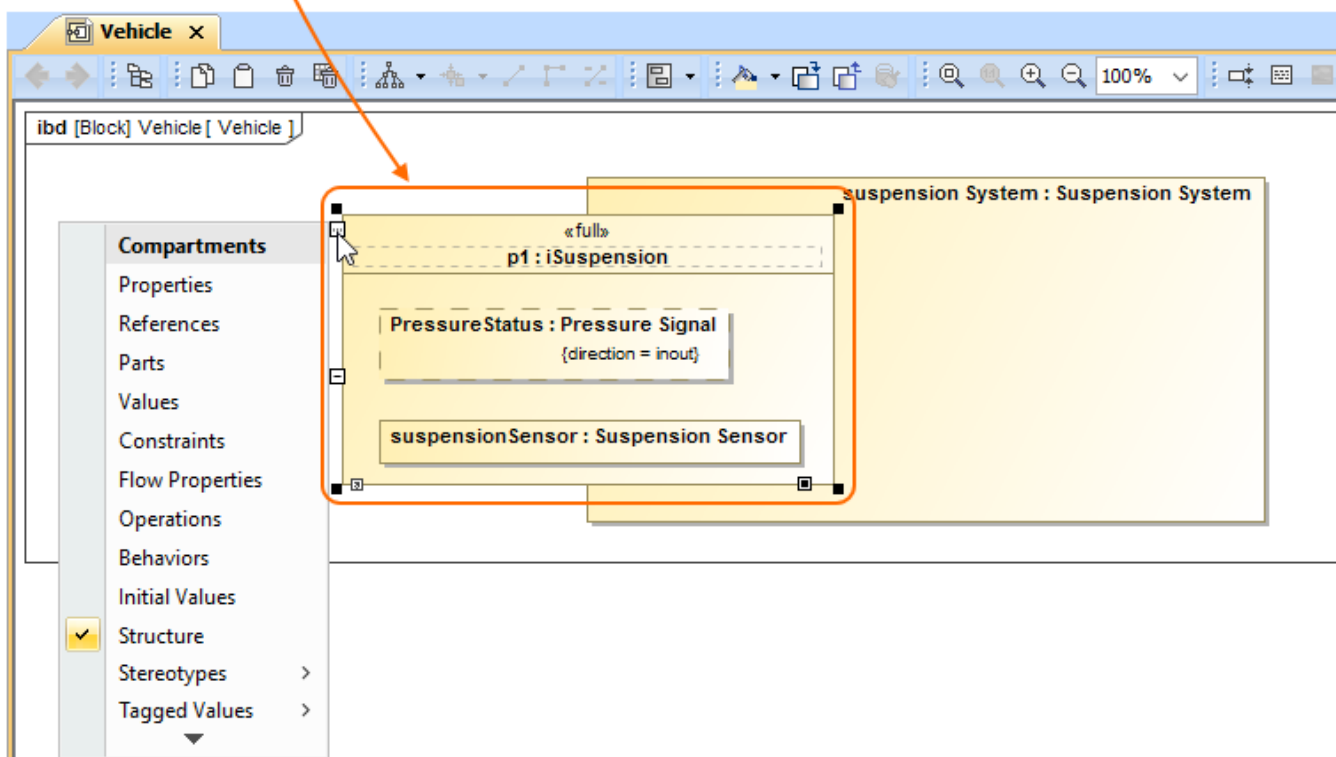 Vehicle
100%
ibd [Block] Vehicle[ Vehicle ]
suspension System : Suspension System
«full»
p1 : iSuspension
PressureStatus : Pressure Signal
{direction = inout}
suspensionSensor : Suspension Sensor
Compartments
Properties
References
Parts
Values
Constraints
Flow Properties
Operations
Behaviors
Initial Values
Structure
Stereotypes
Tagged Values